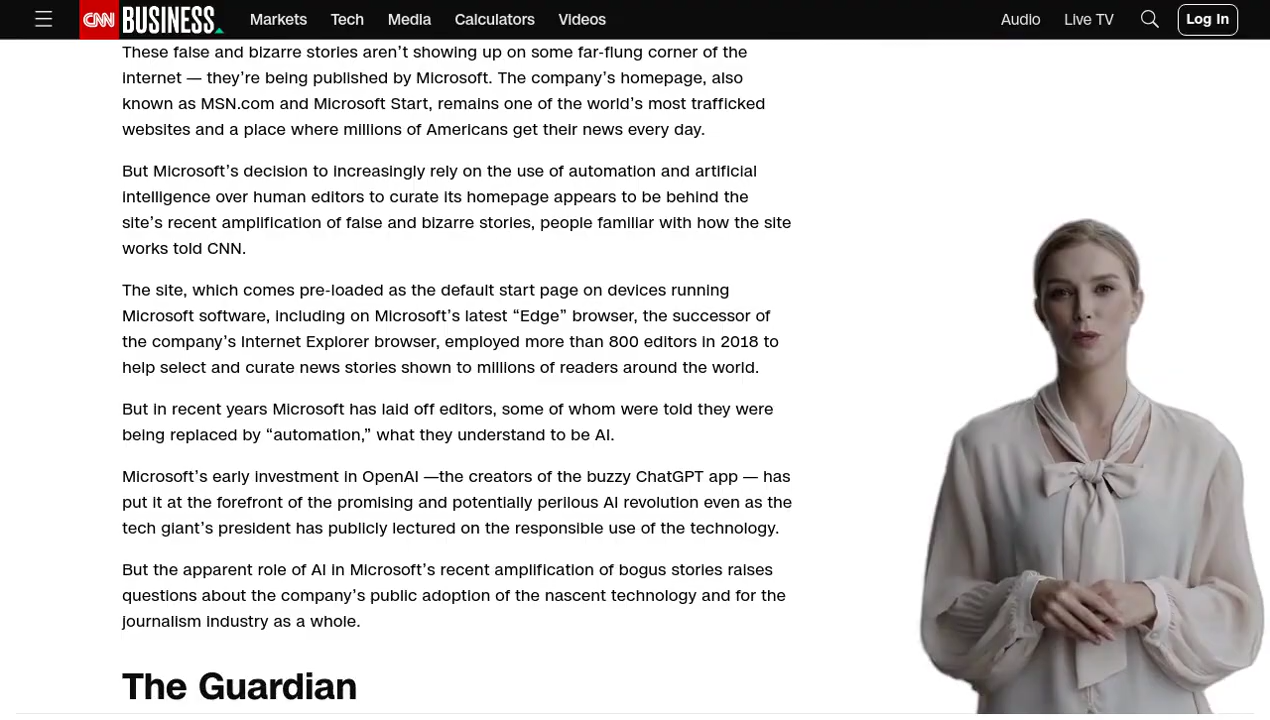 CNN BUSINESS Markets Tech Media Calculators Videos Audio Live TV Log In
These false and bizarre stories aren’t showing up on some far-flung corner of the
internet — they’re being published by Microsoft. The company’s homepage, also
known as MSN.com and Microsoft Start, remains one of the world’s most trafficked
websites and a place where millions of Americans get their news every day.
But Microsoft’s decision to increasingly rely on the use of automation and artificial
intelligence over human editors to curate its homepage appears to be behind the
site’s recent amplification of false and bizarre stories, people familiar with how the site
works told CNN.
The site, which comes pre-loaded as the default start page on devices running
Microsoft software, including on Microsoft’s latest “Edge” browser, the successor of
the company’s Internet Explorer browser, employed more than 800 editors in 2018 to
help select and curate news stories shown to millions of readers around the world.
But in recent years Microsoft has laid off editors, some of whom were told they were
being replaced by “automation,” what they understand to be AI.
Microsoft’s early investment in OpenAI —the creators of the buzzy ChatGPT app — has
put it at the forefront of the promising and potentially perilous AI revolution even as the
tech giant’s president has publicly lectured on the responsible use of the technology.
But the apparent role of AI in Microsoft’s recent amplification of bogus stories raises
questions about the company’s public adoption of the nascent technology and for the
journalism industry as a whole.
The Guardian